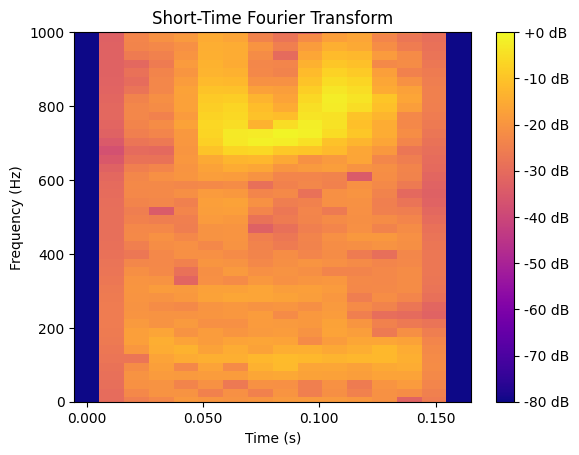 Short-Time Fourier Transform
1000
800
600
400
200
0
Frequency (Hz)
0.000
0.050
0.100
0.150
Time (s)
+0 dB
-10 dB
-20 dB
-30 dB
-40 dB
-50 dB
-60 dB
-70 dB
-80 dB